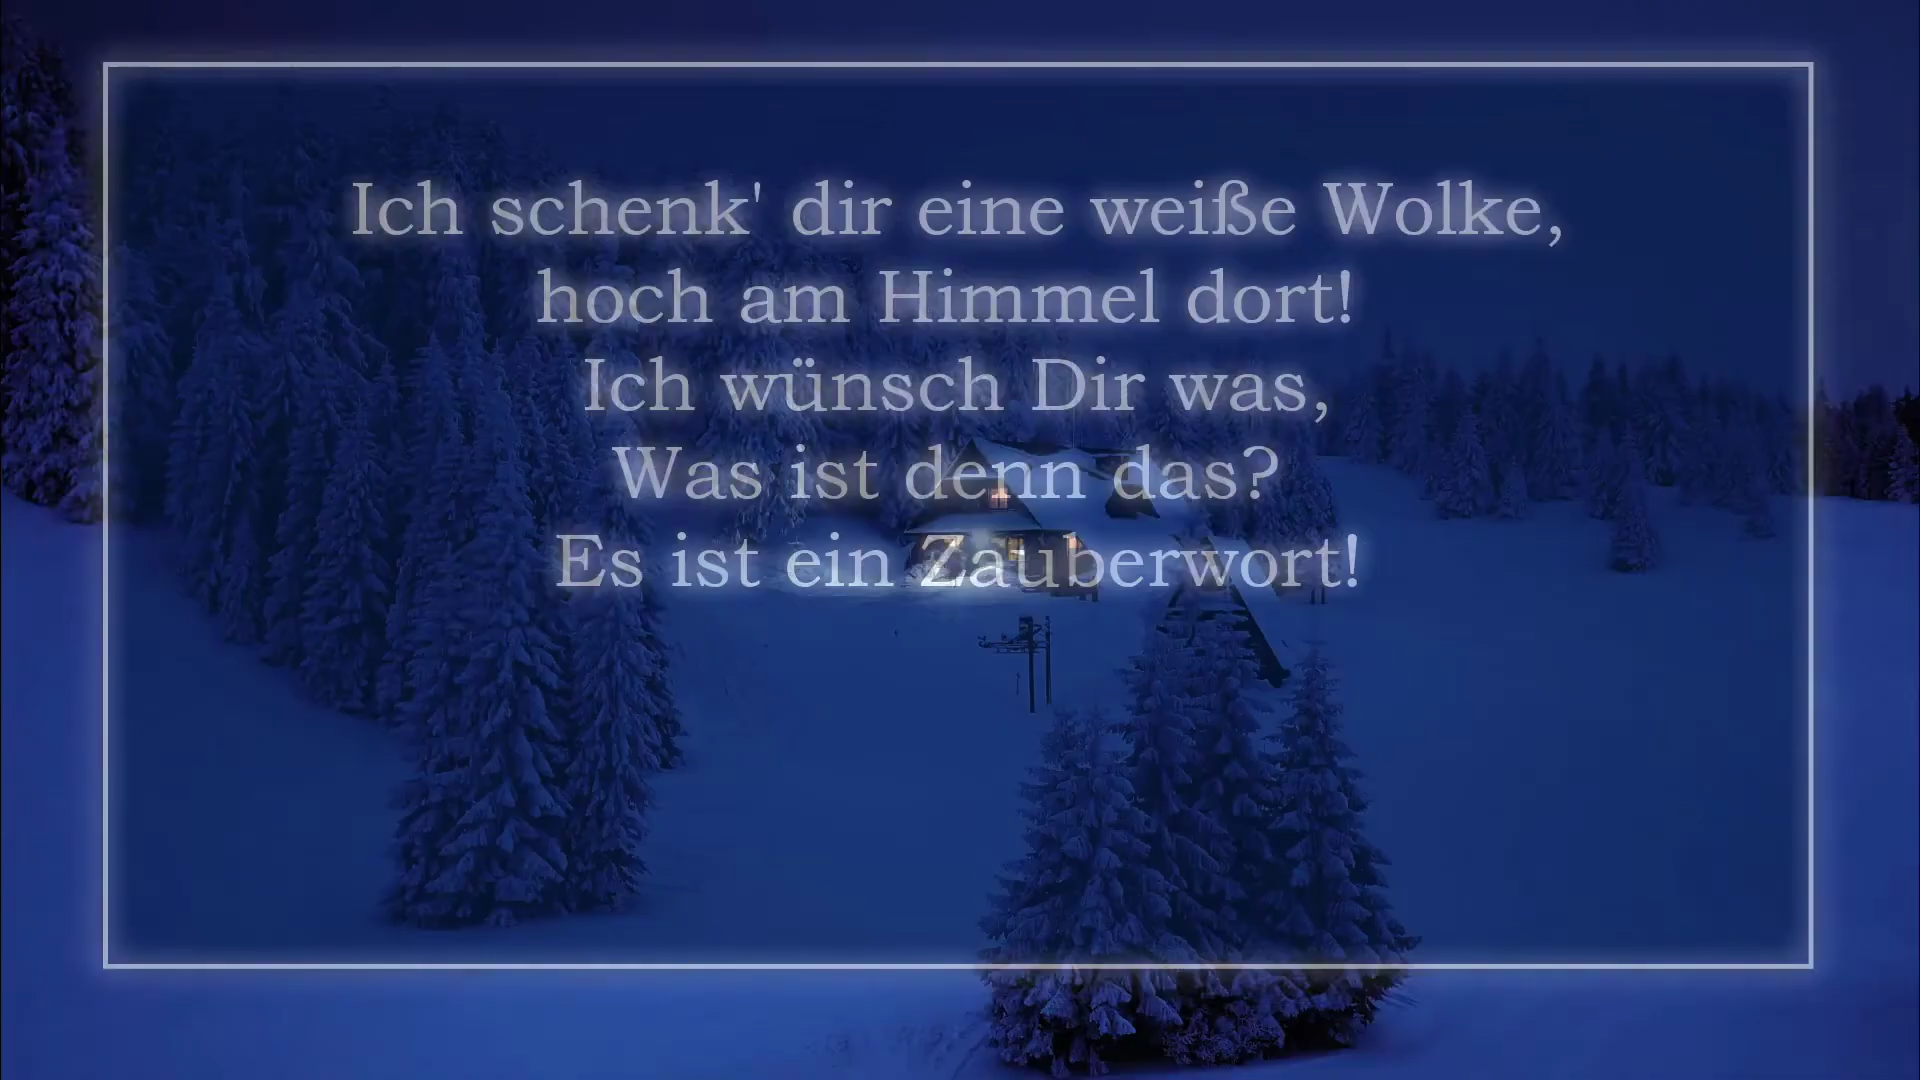 Ich schenk' dir eine weiße Wolke,
hoch am Himmel dort!
Ich wünsch Dir was,
Was ist denn das?
Es ist ein Zauberwort!